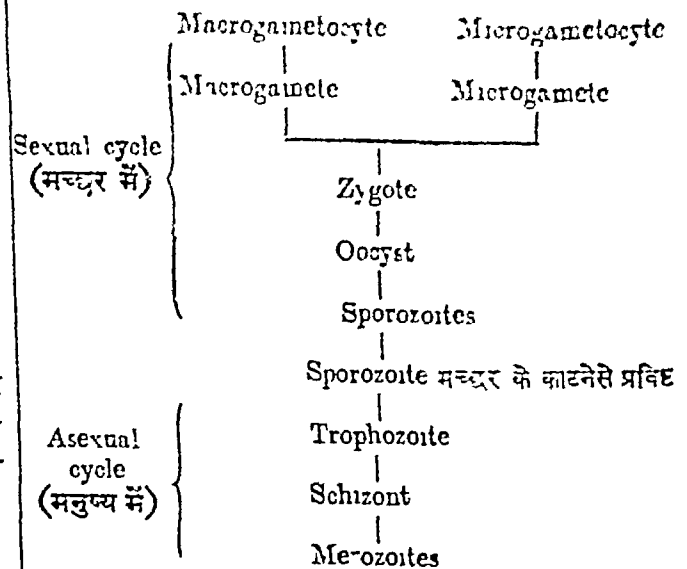 Macrogametocyte Microgametocyte
Macrogamete Microgamete
Sexual cycle
(मच्छर में)
Zygote
Oocyst
Sporozoites
Sporozoite मच्छर के काटनेसे प्रविष्ट
Asexual
cycle
(मनुष्य में)
Trophozoite
Schizont
Merozoites